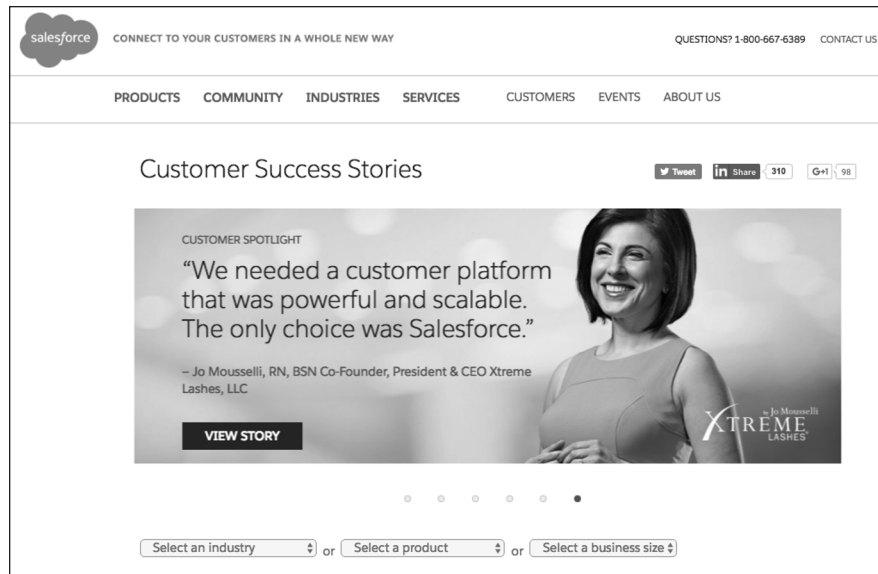 salesforce
CONNECT TO YOUR CUSTOMERS IN A WHOLE NEW WAY
QUESTIONS? 1-800-667-6389 CONTACT US
PRODUCTS COMMUNITY INDUSTRIES SERVICES CUSTOMERS EVENTS ABOUT US
Customer Success Stories
Tweet in Share 310 G+1 98
CUSTOMER SPOTLIGHT
“We needed a customer platform
that was powerful and scalable.
The only choice was Salesforce.”
– Jo Mousselli, RN, BSN Co-Founder, President & CEO Xtreme
Lashes, LLC
VIEW STORY
by Jo Mousselli
XTREME
LASHES
Select an industry or Select a product or Select a business size